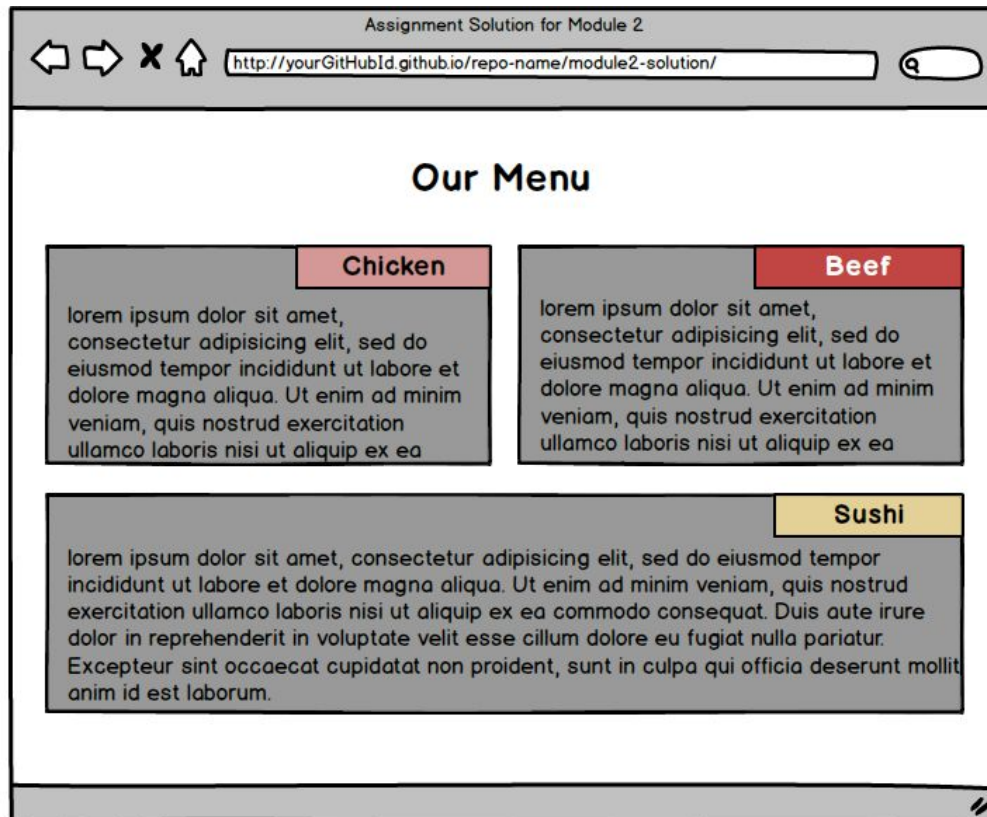 Assignment Solution for Module 2
http://yourGitHubId.github.io/repo-name/module2-solution/
Our Menu
Chicken
lorem ipsum dolor sit amet,
consectetur adipisicing elit, sed do
eiusmod tempor incididunt ut labore et
dolore magna aliqua. Ut enim ad minim
veniam, quis nostrud exercitation
ullamco laboris nisi ut aliquip ex ea
Beef
lorem ipsum dolor sit amet,
consectetur adipisicing elit, sed do
eiusmod tempor incididunt ut labore et
dolore magna aliqua. Ut enim ad minim
veniam, quis nostrud exercitation
ullamco laboris nisi ut aliquip ex ea
Sushi
lorem ipsum dolor sit amet, consectetur adipisicing elit, sed do eiusmod tempor
incididunt ut labore et dolore magna aliqua. Ut enim ad minim veniam, quis nostrud
exercitation ullamco laboris nisi ut aliquip ex ea commodo consequat. Duis aute irure
dolor in reprehenderit in voluptate velit esse cillum dolore eu fugiat nulla pariatur.
Excepteur sint occaecat cupidatat non proident, sunt in culpa qui officia deserunt mollit
anim id est laborum.